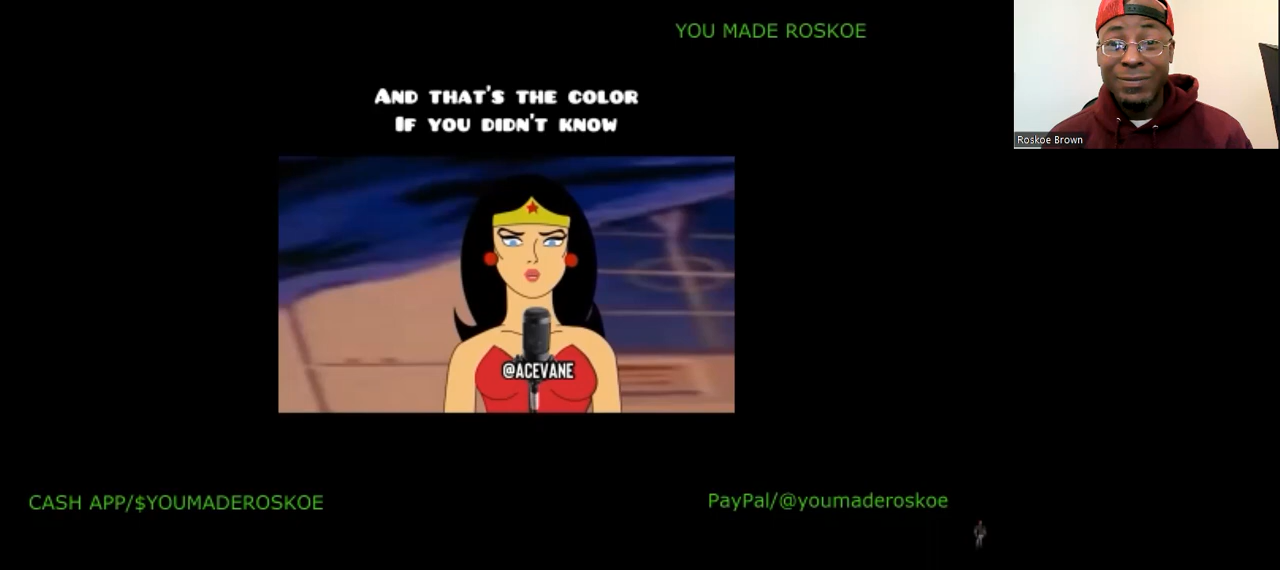 YOU MADE ROSKOE
AND THAT'S THE COLOR
IF YOU DIDN'T KNOW
@ACEVANE
Roskoe Brown
CASH APP/$YOUMADEROSKOE
PayPal/@youmaderoskoe